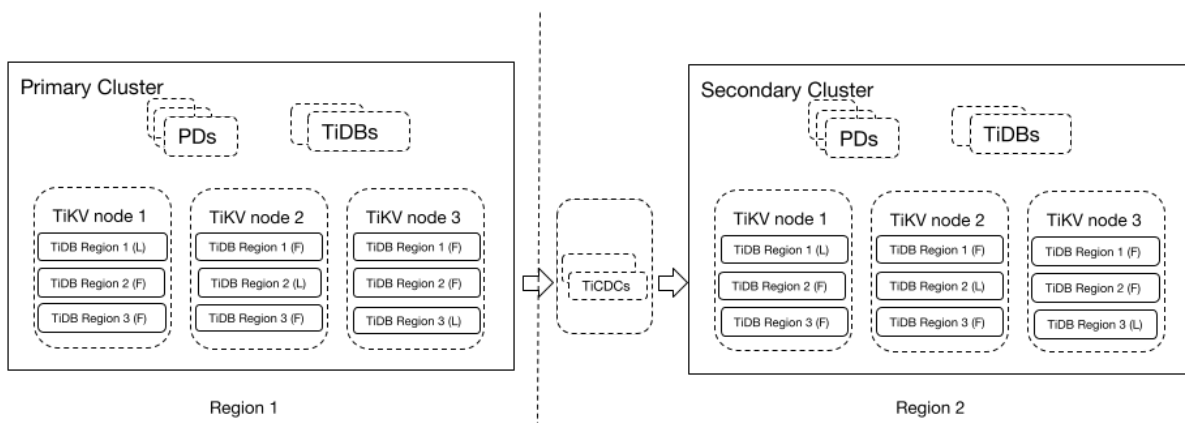 Primary Cluster
PDs
TiDBs
TiKV node 1
TiDB Region 1 (L)
TiDB Region 2 (F)
TiDB Region 3 (F)
TiKV node 2
TiDB Region 1 (F)
TiDB Region 2 (L)
TiDB Region 3 (F)
TiKV node 3
TiDB Region 1 (F)
TiDB Region 2 (F)
TiDB Region 3 (L)
Region 1
TiCDCs
Secondary Cluster
PDs
TiDBs
TiKV node 1
TiDB Region 1 (L)
TiDB Region 2 (F)
TiDB Region 3 (F)
TiKV node 2
TiDB Region 1 (F)
TiDB Region 2 (L)
TiDB Region 3 (F)
TiKV node 3
TiDB Region 1 (F)
TiDB Region 2 (F)
TiDB Region 3 (L)
Region 2